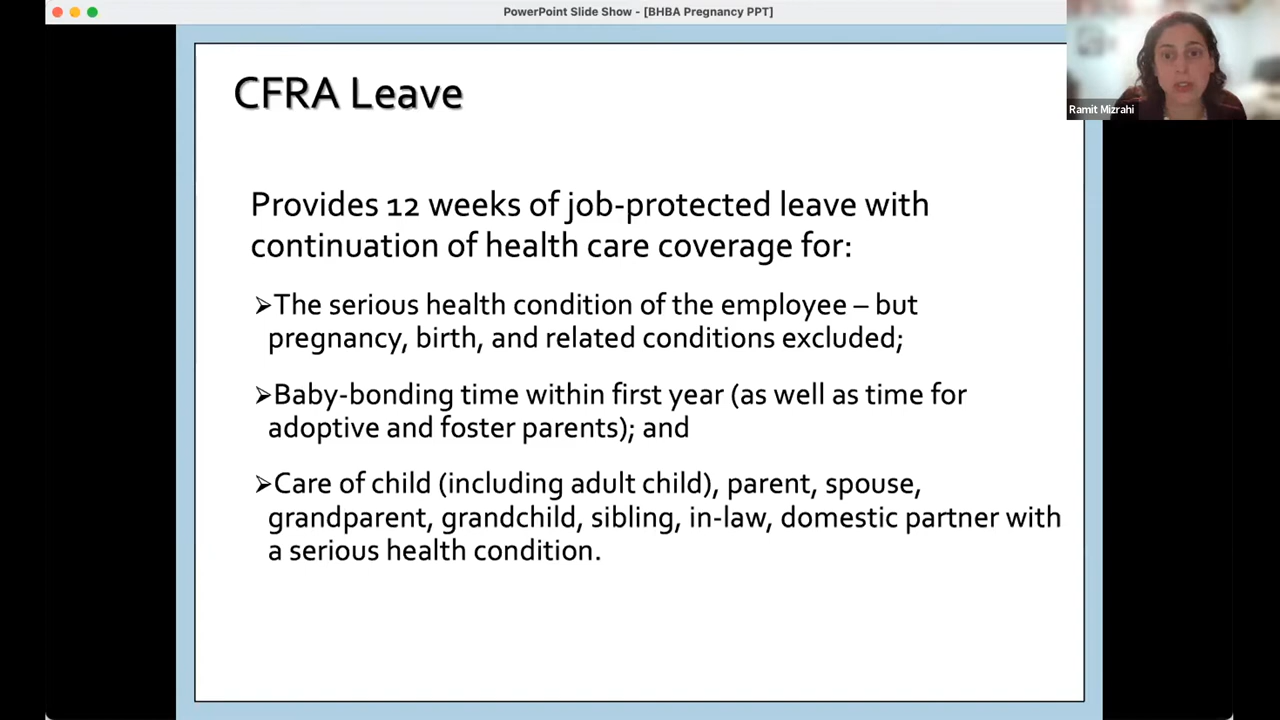 PowerPoint Slide Show - [BHBA Pregnancy PPT]
Ramit Mizrahi
CFRA Leave
Provides 12 weeks of job-protected leave with
continuation of health care coverage for:
➢The serious health condition of the employee – but
pregnancy, birth, and related conditions excluded;
➢Baby-bonding time within first year (as well as time for
adoptive and foster parents); and
➢Care of child (including adult child), parent, spouse,
grandparent, grandchild, sibling, in-law, domestic partner with
a serious health condition.